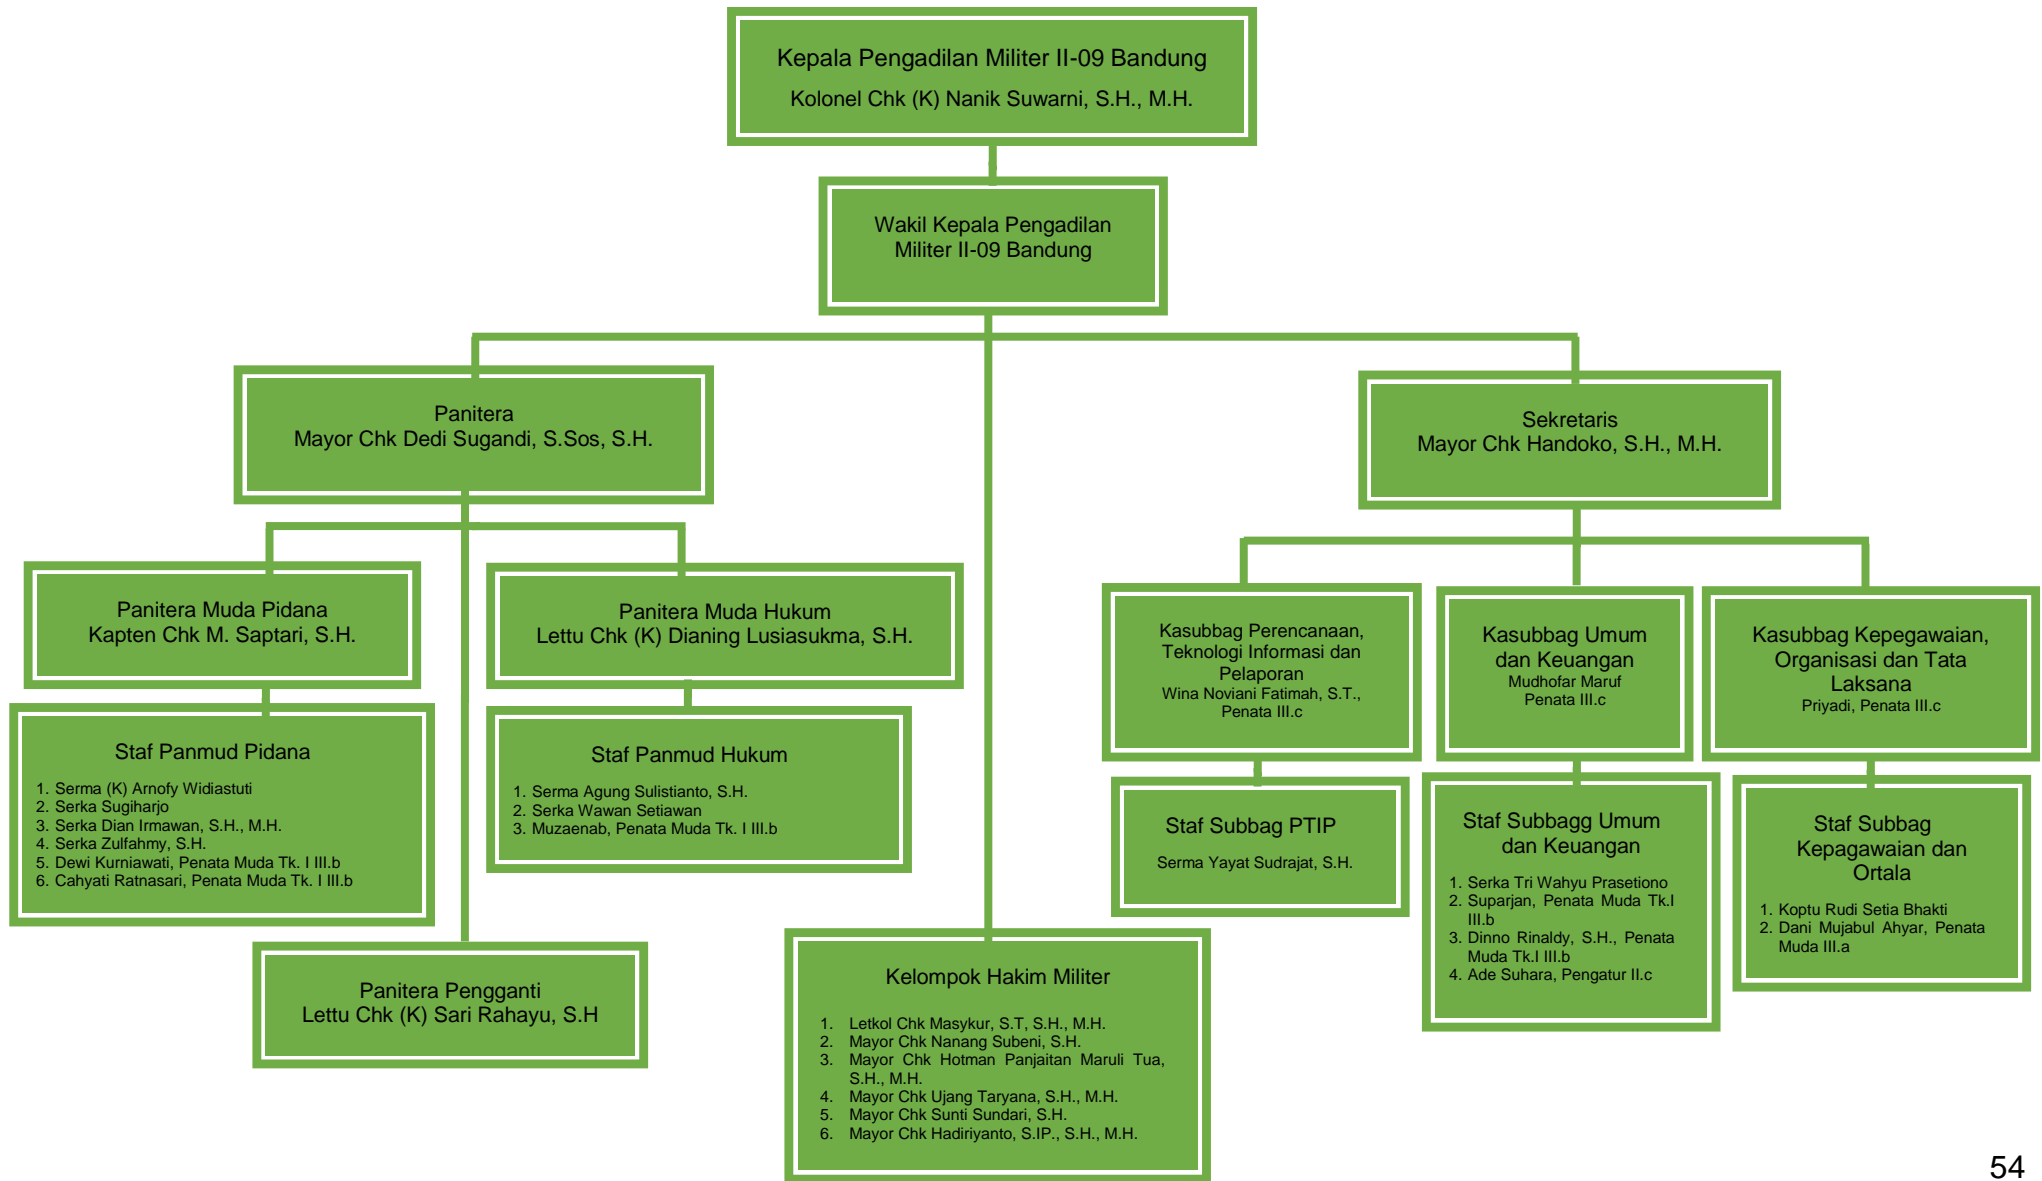 Kepala Pengadilan Militer II-09 Bandung
Kolonel Chk (K) Nanik Suwarni, S.H., M.H.
Wakil Kepala Pengadilan
Militer II-09 Bandung
Panitera
Mayor Chk Dedi Sugandi, S.Sos, S.H.
Sekretaris
Mayor Chk Handoko, S.H., M.H.
Panitera Muda Pidana
Kapten Chk M. Saptari, S.H.
Panitera Muda Hukum
Lettu Chk (K) Dianing Lusiasukma, S.H.
Kasubbag Perencanaan,
Teknologi Informasi dan
Pelaporan
Wina Noviani Fatimah, S.T.,
Penata III.c
Kasubbag Umum
dan Keuangan
Mudhofar Maruf
Penata III.c
Kasubbag Kepegawaian,
Organisasi dan Tata
Laksana
Priyadi, Penata III.c
Staf Panmud Pidana
1. Serma (K) Arnofy Widiastuti
2. Serka Sugiharjo
3. Serka Dian Irmawan, S.H., M.H.
4. Serka Zulfahmy, S.H.
5. Dewi Kurniawati, Penata Muda Tk. I III.b
6. Cahyati Ratnasari, Penata Muda Tk. I III.b
Staf Panmud Hukum
1. Serma Agung Sulistianto, S.H.
2. Serka Wawan Setiawan
3. Muzaenab, Penata Muda Tk. I III.b
Staf Subbag PTIP
Serma Yayat Sudrajat, S.H.
Staf Subbagg Umum
dan Keuangan
1. Serka Tri Wahyu Prasetiono
2. Suparjan, Penata Muda Tk.I
III.b
3. Dinno Rinaldy, S.H., Penata
Muda Tk.I III.b
4. Ade Suhara, Pengatur II.c
Staf Subbag
Kepagawaian dan
Ortala
1. Koptu Rudi Setia Bhakti
2. Dani Mujabul Ahyar, Penata
Muda III.a
Panitera Pengganti
Lettu Chk (K) Sari Rahayu, S.H
Kelompok Hakim Militer
1. Letkol Chk Masykur, S.T, S.H., M.H.
2. Mayor Chk Nanang Subeni, S.H.
3. Mayor Chk Hotman Panjaitan Maruli Tua,
S.H., M.H.
4. Mayor Chk Ujang Taryana, S.H., M.H.
5. Mayor Chk Sunti Sundari, S.H.
6. Mayor Chk Hadiriyanto, S.IP., S.H., M.H.
54